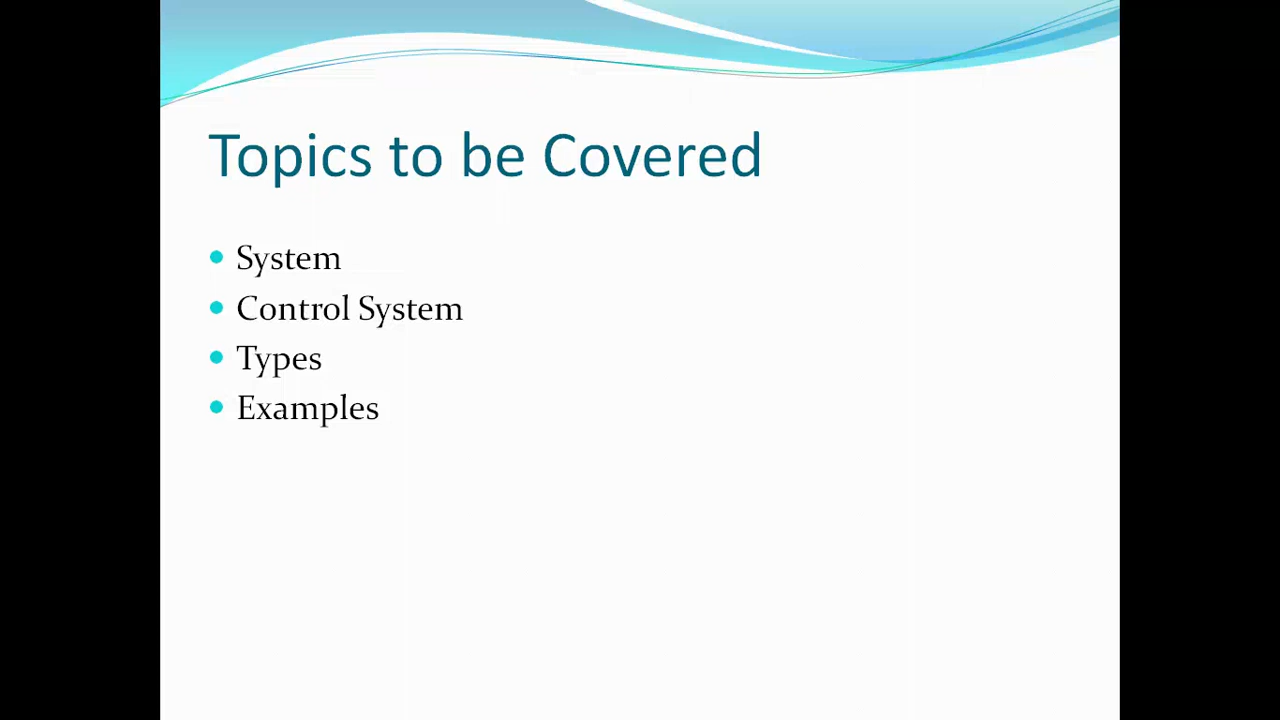 Topics to be Covered
System
Control System
Types
Examples